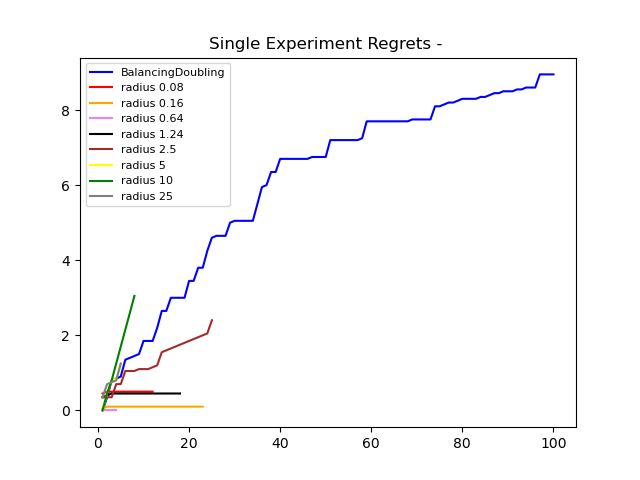 Single Experiment Regrets -
BalancingDoubling
radius 0.08
radius 0.16
radius 0.64
radius 1.24
radius 2.5
radius 5
radius 10
radius 25
8
6
4
2
0
0 20 40 60 80 100